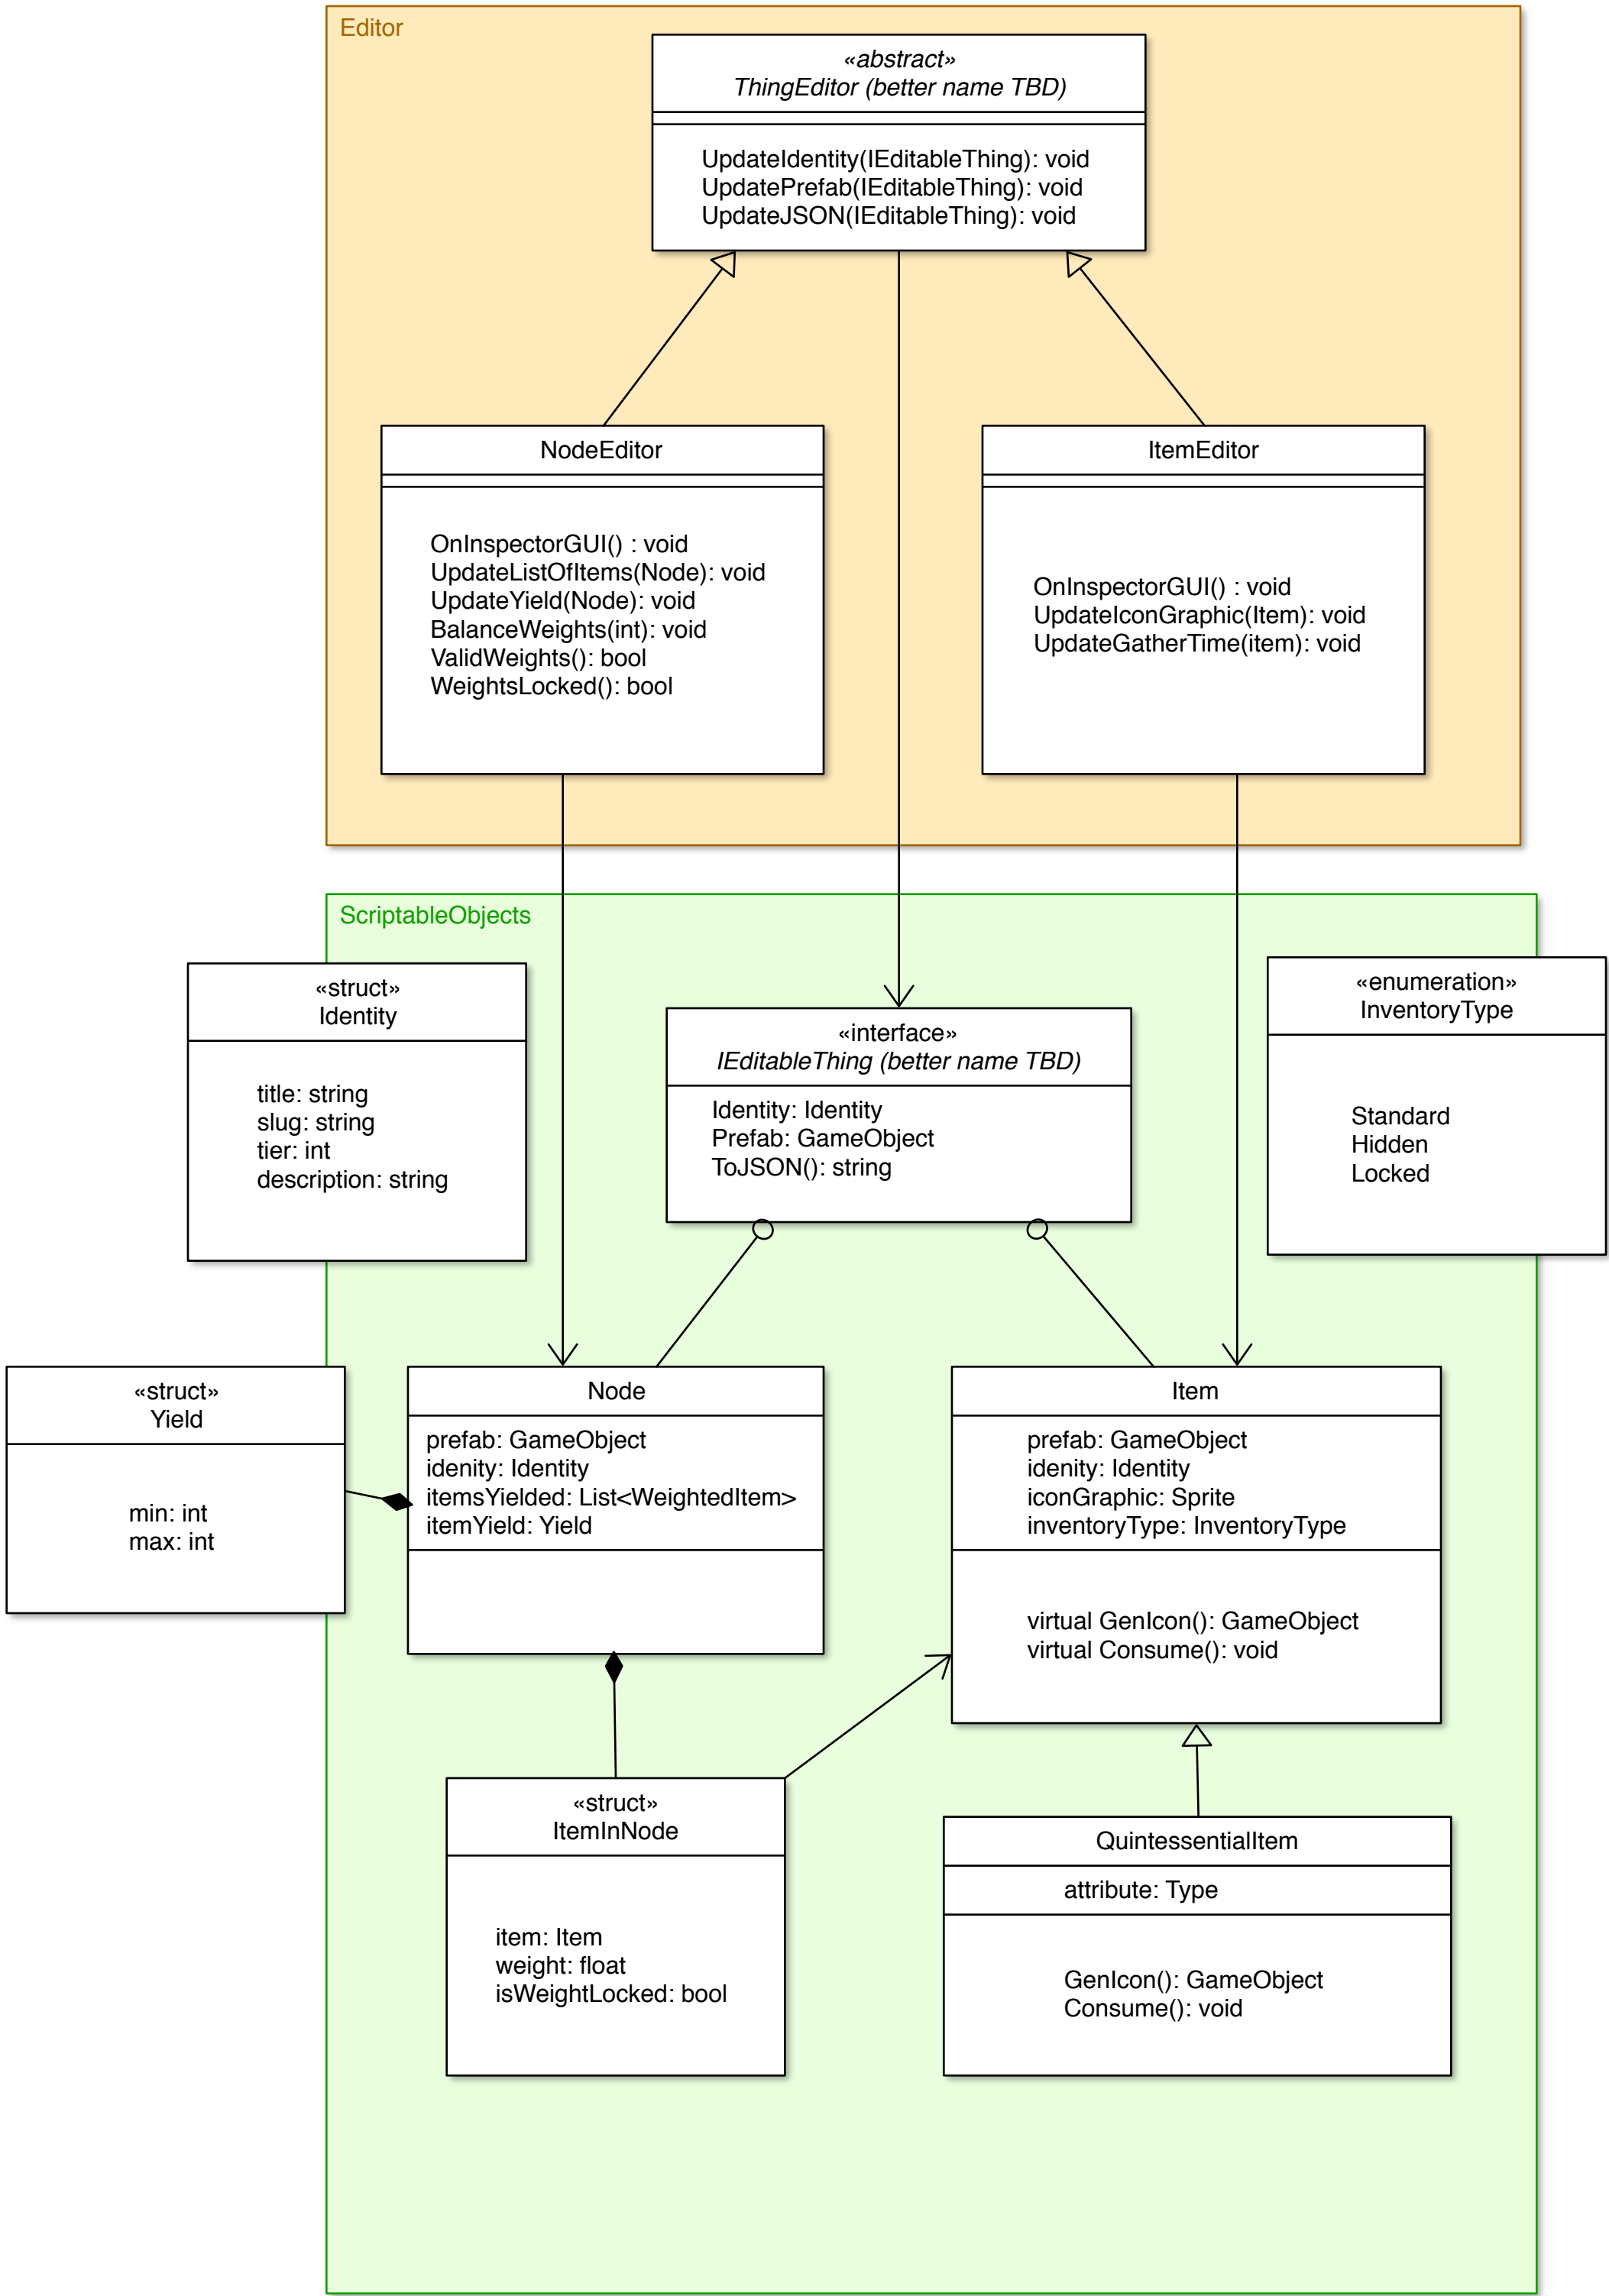 Editor
«abstract»
ThingEditor (better name TBD)
UpdateIdentity(IEditableThing): void
UpdatePrefab(IEditableThing): void
UpdateJSON(IEditableThing): void
NodeEditor
OnInspectorGUI() : void
UpdateListOfItems(Node): void
UpdateYield(Node): void
BalanceWeights(int): void
ValidWeights(): bool
WeightsLocked(): bool
ItemEditor
OnInspectorGUI() : void
UpdateIconGraphic(Item): void
UpdateGatherTime(item): void
ScriptableObjects
«struct»
Identity
title: string
slug: string
tier: int
description: string
«interface»
IEditableThing (better name TBD)
Identity: Identity
Prefab: GameObject
ToJSON(): string
«enumeration»
InventoryType
Standard
Hidden
Locked
«struct»
Yield
min: int
max: int
Node
prefab: GameObject
idenity: Identity
itemsYielded: List<WeightedItem>
itemYield: Yield
Item
prefab: GameObject
idenity: Identity
iconGraphic: Sprite
inventoryType: InventoryType
virtual GenIcon(): GameObject
virtual Consume(): void
«struct»
ItemInNode
item: Item
weight: float
isWeightLocked: bool
QuintessentialItem
attribute: Type
GenIcon(): GameObject
Consume(): void